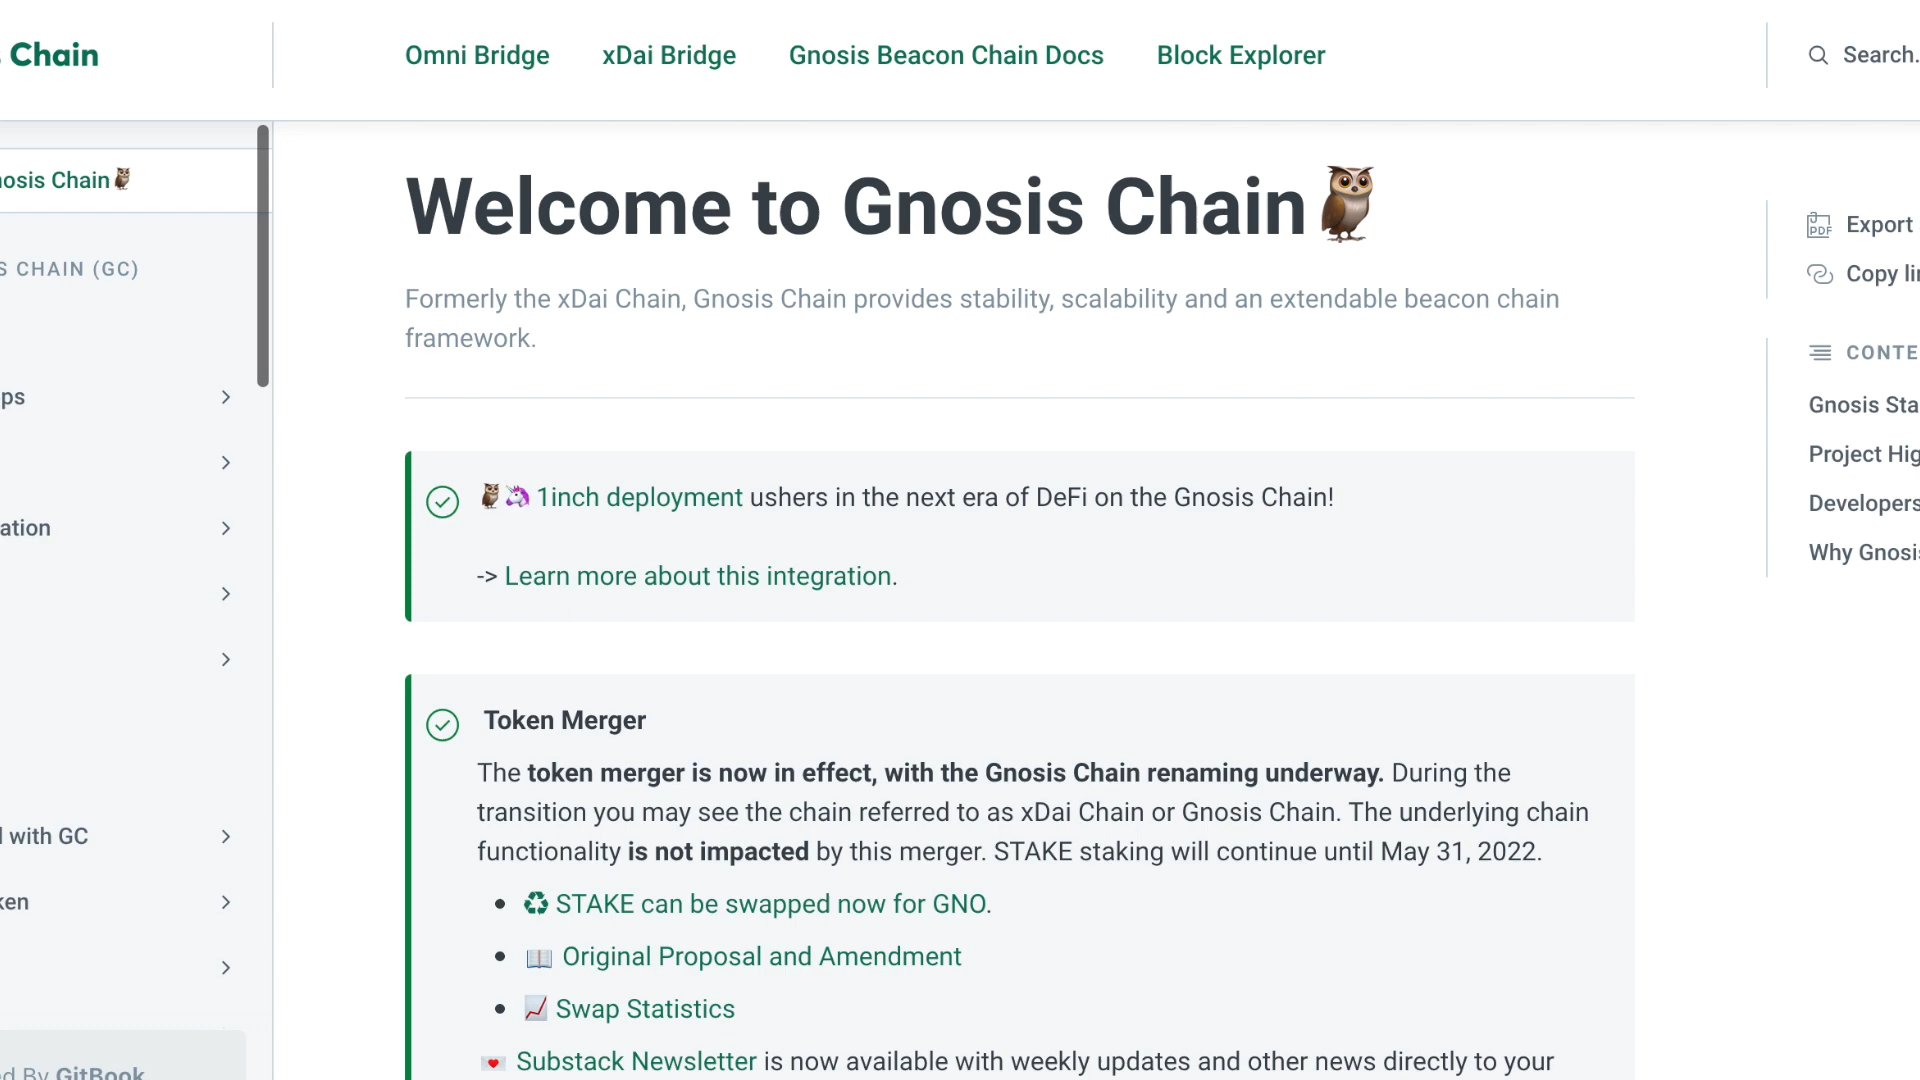 Chain
Omni Bridge
xDai Bridge
Gnosis Beacon Chain Docs
Block Explorer
Search.
nosis Chain
S CHAIN (GC)
ps
ation
with GC
ken
d By GitBook
Welcome to Gnosis Chain
Formerly the xDai Chain, Gnosis Chain provides stability, scalability and an extendable beacon chain
framework.
1inch deployment ushers in the next era of DeFi on the Gnosis Chain!
-> Learn more about this integration.
Token Merger
The token merger is now in effect, with the Gnosis Chain renaming underway. During the
transition you may see the chain referred to as xDai Chain or Gnosis Chain. The underlying chain
functionality is not impacted by this merger. STAKE staking will continue until May 31, 2022.
• ♻ STAKE can be swapped now for GNO.
• Original Proposal and Amendment
• Swap Statistics
Substack Newsletter is now available with weekly updates and other news directly to your
PDF
Export
Copy li
CONTE
Gnosis Sta
Project Hig
Developers
Why Gnosis